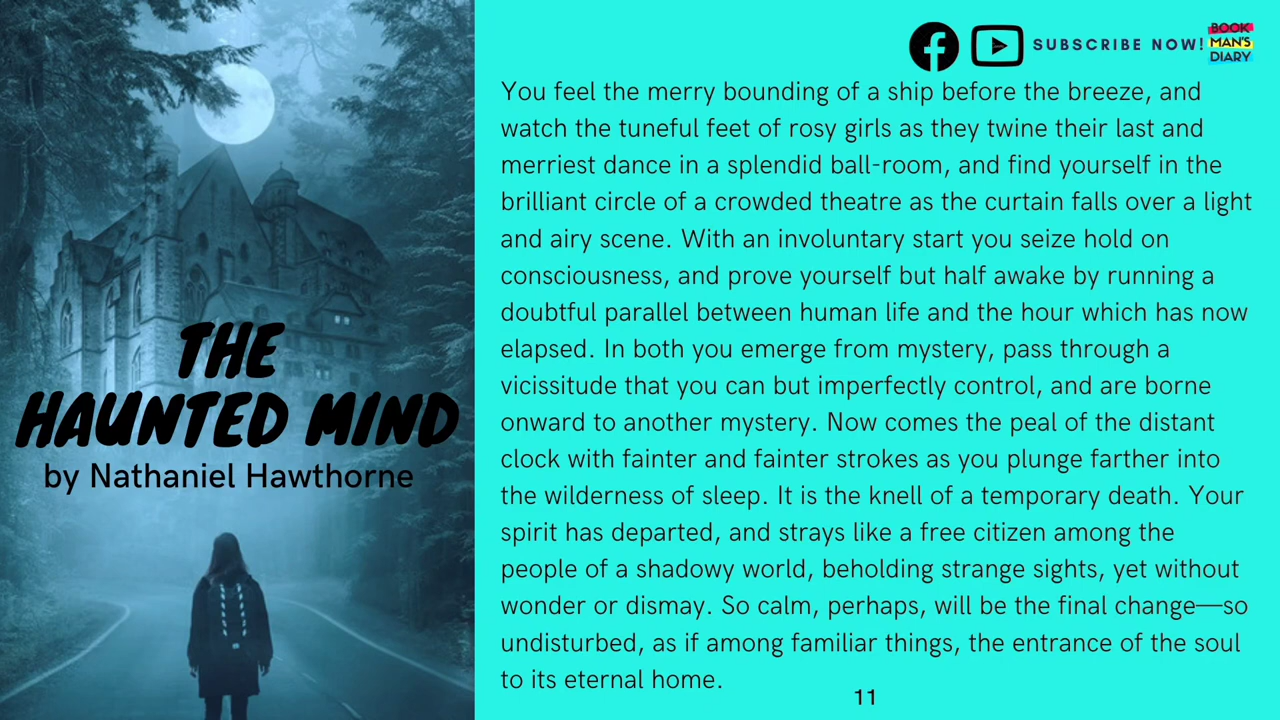 THE
HAUNTED MIND
by Nathaniel Hawthorne
SUBSCRIBE NOW!
BOOK
MAN'S
DIARY
You feel the merry bounding of a ship before the breeze, and
watch the tuneful feet of rosy girls as they twine their last and
merriest dance in a splendid ball-room, and find yourself in the
brilliant circle of a crowded theatre as the curtain falls over a light
and airy scene. With an involuntary start you seize hold on
consciousness, and prove yourself but half awake by running a
doubtful parallel between human life and the hour which has now
elapsed. In both you emerge from mystery, pass through a
vicissitude that you can but imperfectly control, and are borne
onward to another mystery. Now comes the peal of the distant
clock with fainter and fainter strokes as you plunge farther into
the wilderness of sleep. It is the knell of a temporary death. Your
spirit has departed, and strays like a free citizen among the
people of a shadowy world, beholding strange sights, yet without
wonder or dismay. So calm, perhaps, will be the final change—so
undisturbed, as if among familiar things, the entrance of the soul
to its eternal home.
11